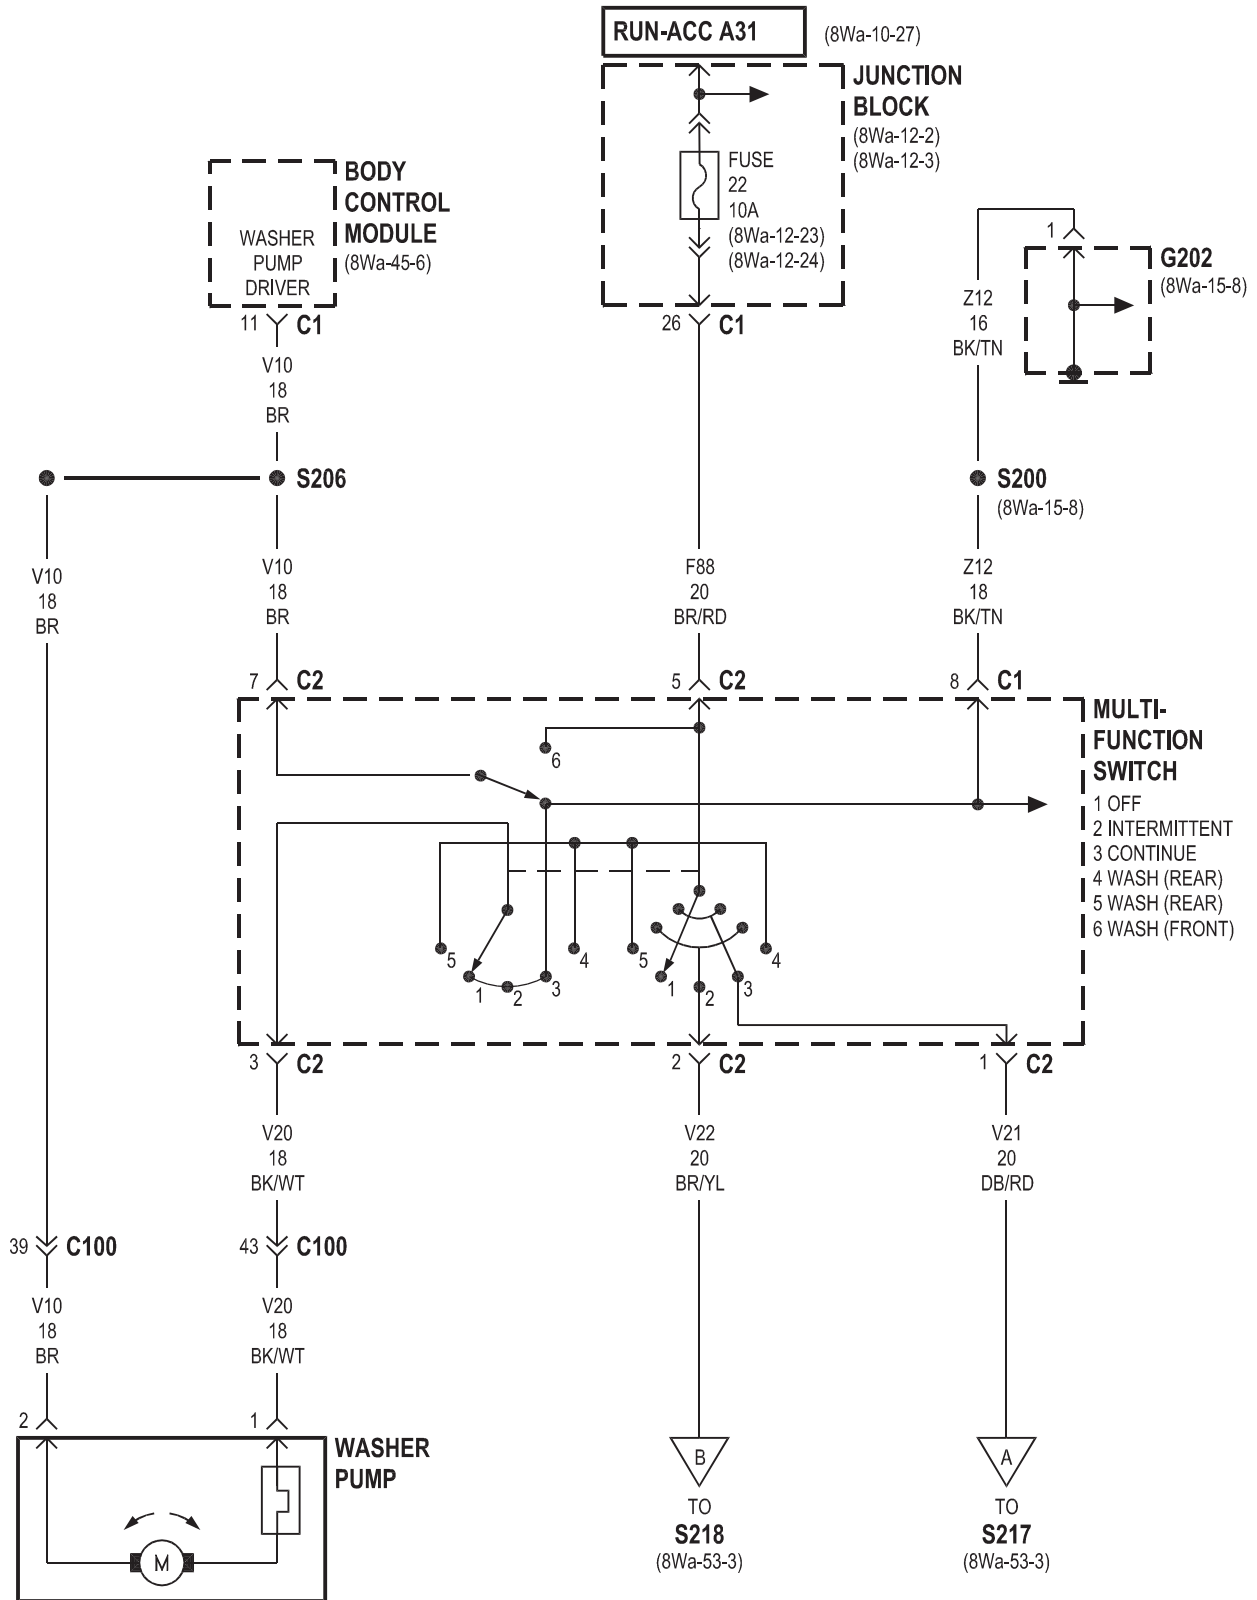 RUN-ACC A31
(8Wa-10-27)
JUNCTION
BLOCK
(8Wa-12-2)
(8Wa-12-3)
FUSE
22
10A
(8Wa-12-23)
(8Wa-12-24)
26
C1
BODY
CONTROL
MODULE
(8Wa-45-6)
WASHER
PUMP
DRIVER
11
C1
V10
18
BR
1
G202
(8Wa-15-8)
Z12
16
BK/TN
S206
S200
(8Wa-15-8)
V10
18
BR
V10
18
BR
F88
20
BR/RD
Z12
18
BK/TN
7
C2
5
C2
8
C1
MULTI-
FUNCTION
SWITCH
1 OFF
2 INTERMITTENT
3 CONTINUE
4 WASH (REAR)
5 WASH (REAR)
6 WASH (FRONT)
6
5
1
2
3
4
5
1
2
3
4
3
C2
2
C2
1
C2
V20
18
BK/WT
V22
20
BR/YL
V21
20
DB/RD
39
C100
43
C100
V10
18
BR
V20
18
BK/WT
2
1
WASHER
PUMP
M
B
TO
S218
(8Wa-53-3)
A
TO
S217
(8Wa-53-3)